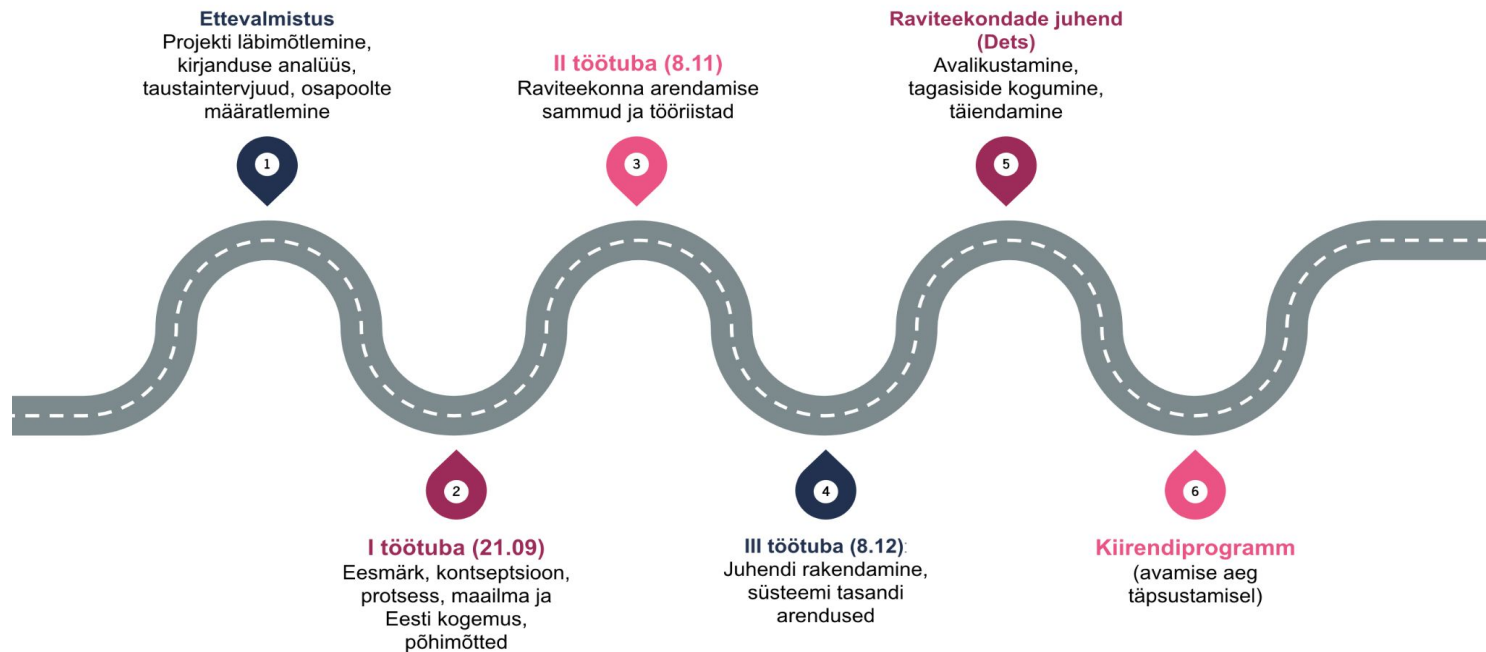 Ettevalmistus
Projekti läbimõtlemine,
kirjanduse analüüs,
taustaintervjuud, osapoolte
määratlemine
1
I töötuba (21.09)
Eesmärk, kontseptsioon,
protsess, maailma ja
Eesti kogemus,
põhimõtted
2
II töötuba (8.11)
Raviteekonna arendamise
sammud ja tööriistad
3
III töötuba (8.12):
Juhendi rakendamine,
süsteemi tasandi
arendused
4
Raviteekondade juhend
(Dets)
Avalikustamine,
tagasiside kogumine,
täiendamine
5
Kiirendiprogramm
(avamise aeg
täpsustamisel)
6